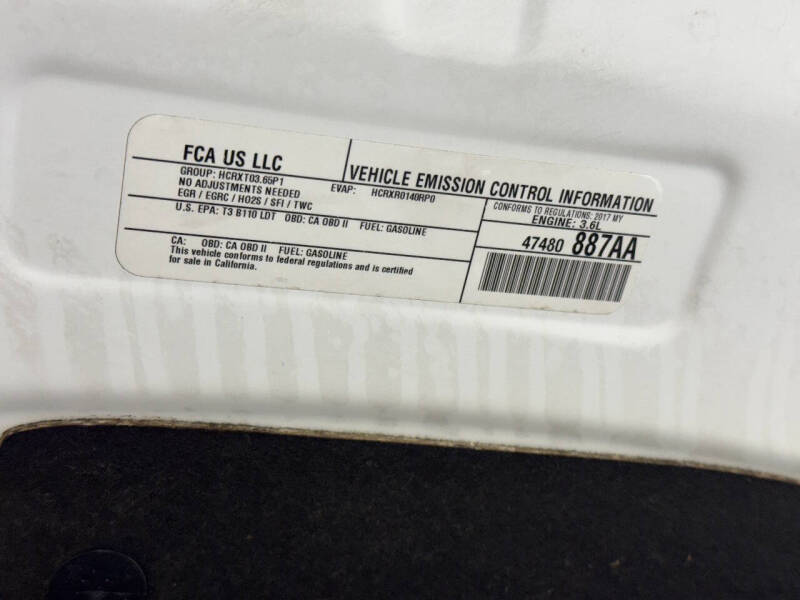 FCA US LLC
VEHICLE EMISSION CONTROL INFORMATION
GROUP: HCRXT03.65P1
EVAP: HCRXR0140RP0
NO ADJUSTMENTS NEEDED
EGR / EGRC / HO2S / SFI / TWC
CONFORMS TO REGULATIONS: 2017 MY
ENGINE: 3.6L
U.S. EPA: T3 B110 LDT OBD: CA OBD II FUEL: GASOLINE
47480 887AA
CA: OBD: CA OBD II FUEL: GASOLINE
This vehicle conforms to federal regulations and is certified
for sale in California.